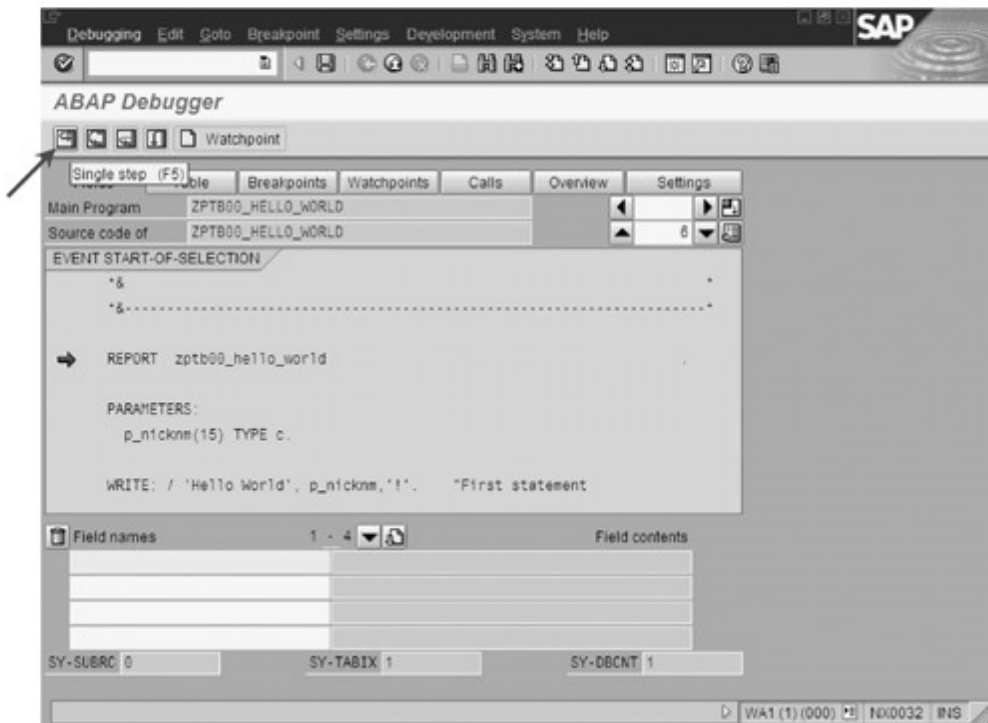 Debugging Edit Goto Breakpoint Settings Development System Help
SAP
ABAP Debugger
Watchpoint
Single step (F5)
ble Breakpoints Watchpoints Calls Overview Settings
Main Program ZPTB00_HELLO_WORLD
Source code of ZPTB00_HELLO_WORLD 6
EVENT START-OF-SELECTION
*& *
*&----------------------------------------------------------------------*
REPORT zptb00_hello_world .
PARAMETERS:
p_nicknm(15) TYPE c.
WRITE: / 'Hello World', p_nicknm,'!'. "First statement
Field names 1 - 4 Field contents
SY-SUBRC 0 SY-TABIX 1 SY-DBCNT 1
WA1 (1) (000) NX0032 INS